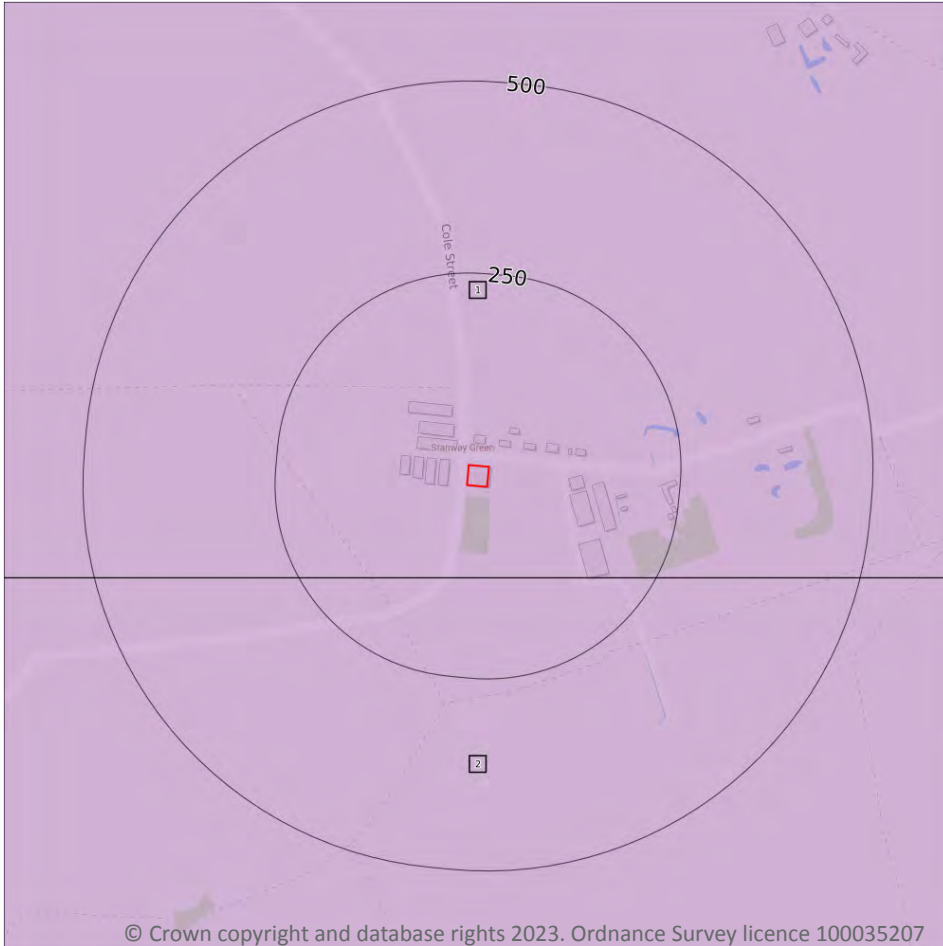 500
Cole Street
250
1
Stanway Green
2
© Crown copyright and database rights 2023. Ordnance Survey licence 100035207